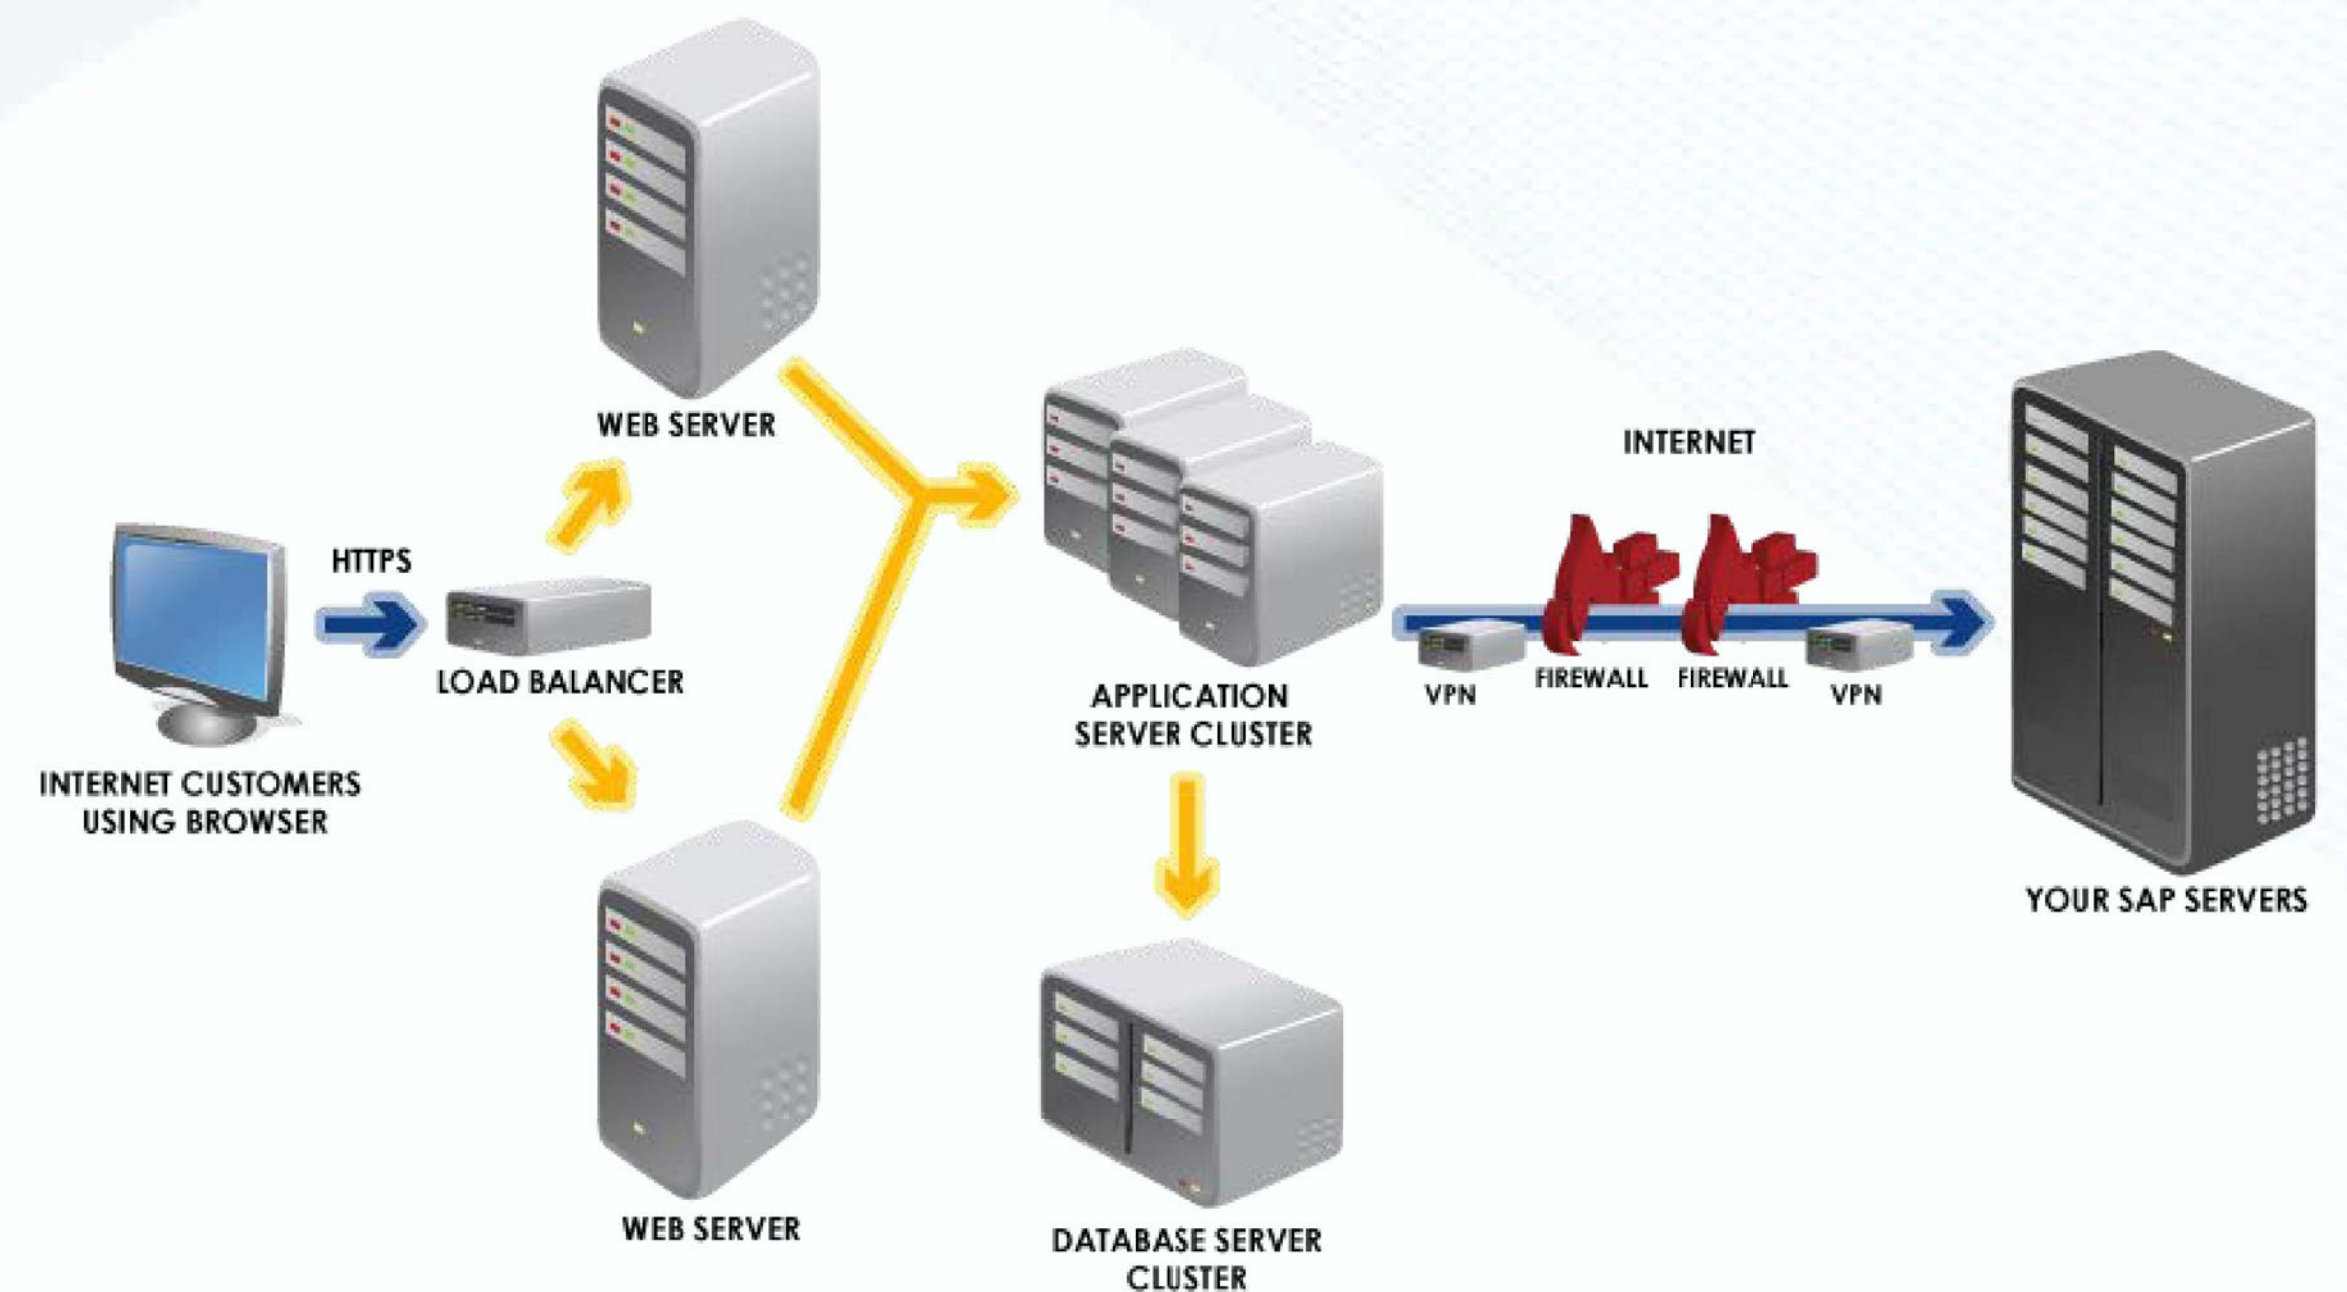 WEB SERVER
INTERNET
HTTPS
LOAD BALANCER
INTERNET CUSTOMERS
USING BROWSER
APPLICATION
SERVER CLUSTER
VPN
FIREWALL
FIREWALL
VPN
YOUR SAP SERVERS
WEB SERVER
DATABASE SERVER
CLUSTER